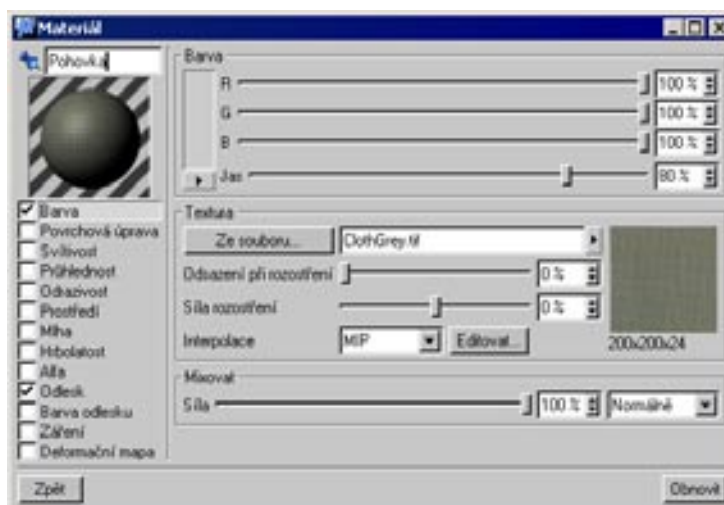 Materiál
Pohovka
Barva
R 100 %
G 100 %
B 100 %
Jas 80 %
Barva
Povrchová úprava
Svítivost
Průhlednost
Odrazivost
Prostředí
Mlha
Hrbolatost
Alfa
Odlesk
Barva odlesku
Záření
Deformační mapa
Textura
Ze souboru... ClothGrey.tif
Odsazení při rozostření 0 %
Síla rozostření 0 %
Interpolace MIP Editovat...
200x200x24
Mixovat
Síla 100 % Normálně
Zpět
Obnovit